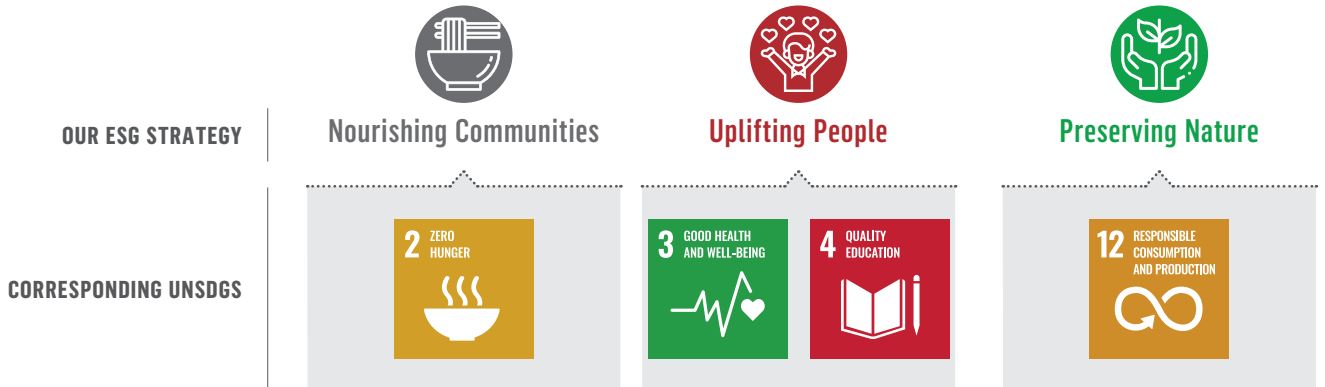 OUR ESG STRATEGY
Nourishing Communities
Uplifting People
Preserving Nature
CORRESPONDING UNSDGS
2 ZERO
HUNGER
3 GOOD HEALTH
AND WELL-BEING
4 QUALITY
EDUCATION
12 RESPONSIBLE
CONSUMPTION
AND PRODUCTION